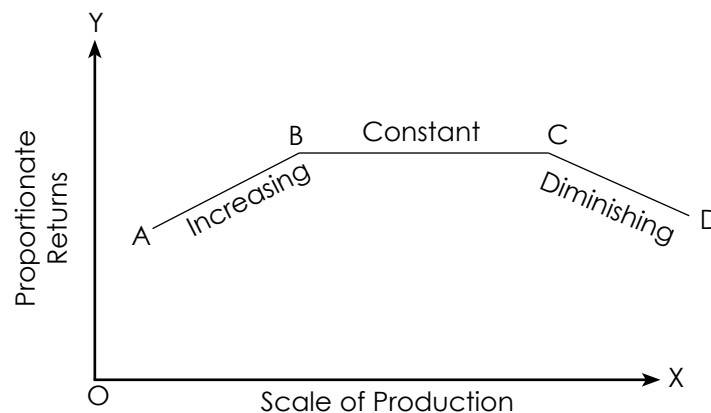 Y
B
Constant
C
Increasing
Diminishing
A
D
Proportionate
Returns
O
Scale of Production
X